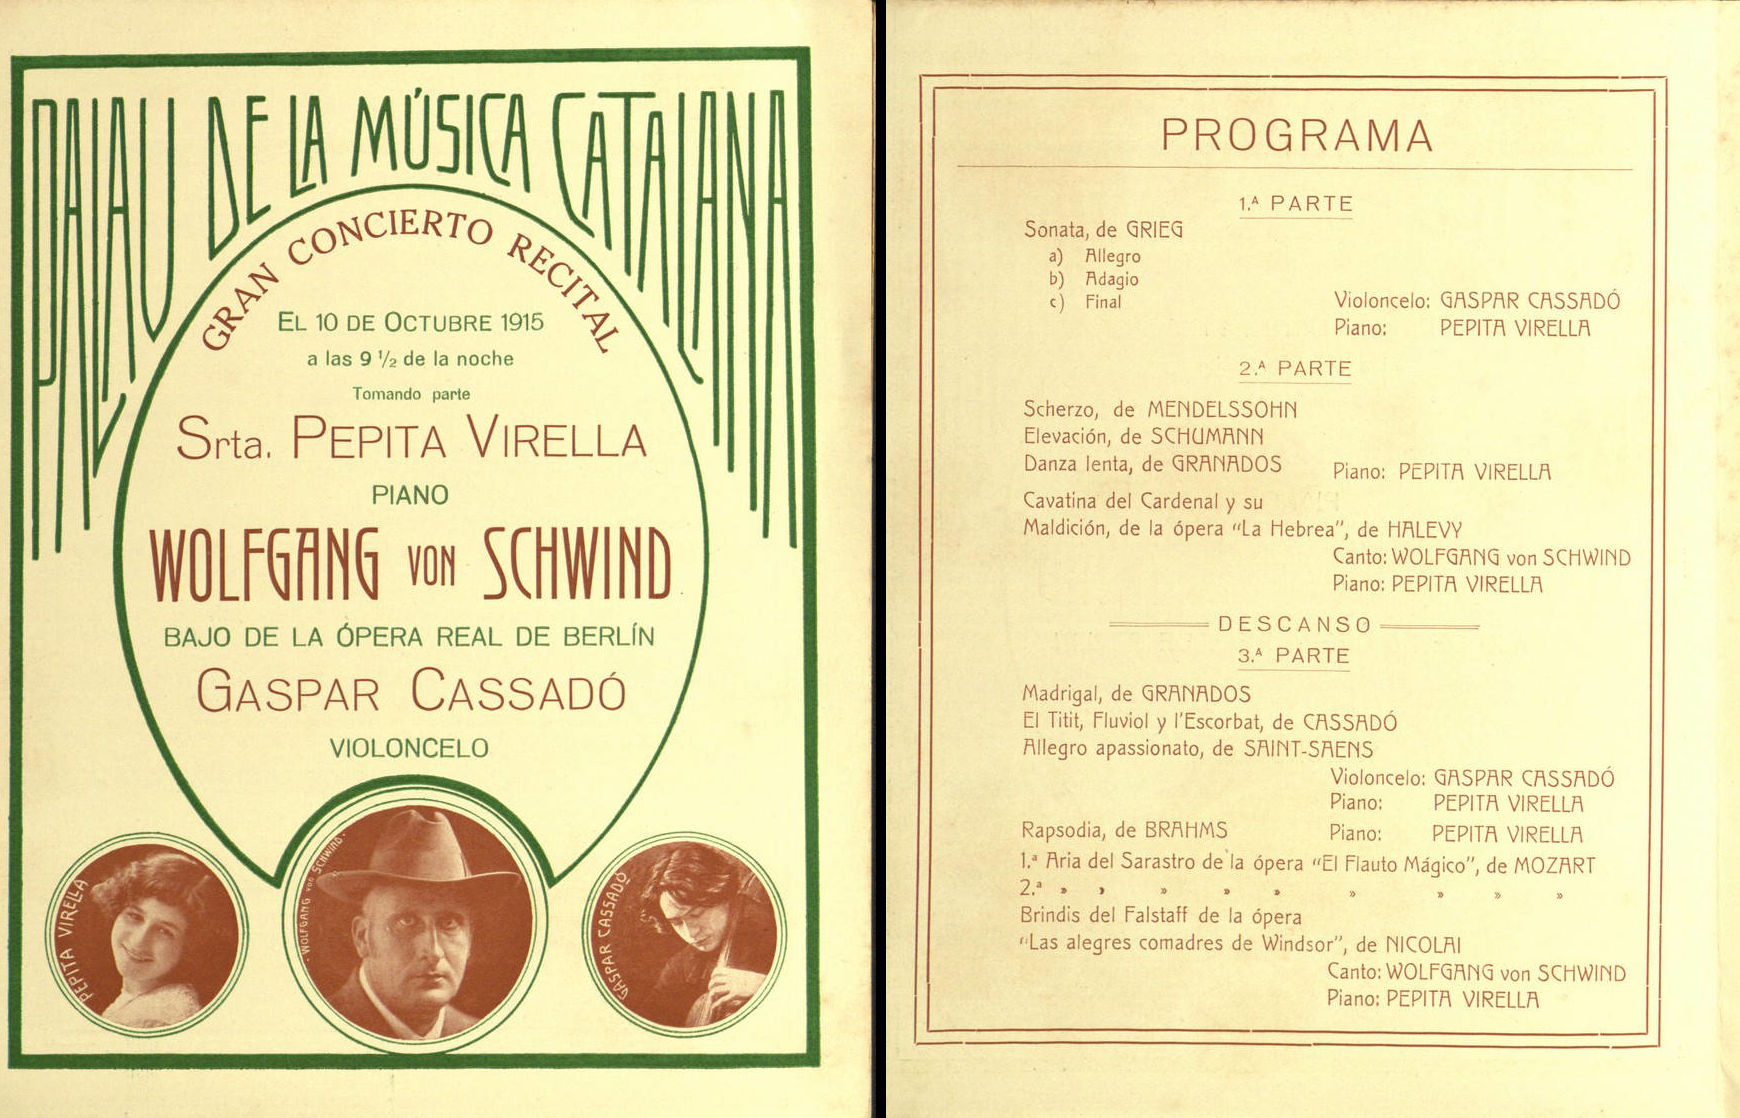 PALAU DE LA MÚSICA CATALANA
GRAN CONCIERTO RECITAL
EL 10 DE OCTUBRE 1915
a las 9 1/2 de la noche
Tomando parte
Srta. PEPITA VIRELLA
PIANO
WOLFGANG VON SCHWIND
BAJO DE LA ÓPERA REAL DE BERLÍN
GASPAR CASSADÓ
VIOLONCELO
PEPITA VIRELLA
WOLFGANG von SCHWIND
GASPAR CASSADÓ
PROGRAMA
1.ª PARTE
Sonata, de GRIEG
a) Allegro
b) Adagio
c) Final
Violoncelo: GASPAR CASSADÓ
Piano: PEPITA VIRELLA
2.ª PARTE
Scherzo, de MENDELSSOHN
Elevación, de SCHUMANN
Danza lenta, de GRANADOS Piano: PEPITA VIRELLA
Cavatina del Cardenal y su
Maldición, de la ópera "La Hebrea", de HALEVY
Canto: WOLFGANG von SCHWIND
Piano: PEPITA VIRELLA
DESCANSO
3.ª PARTE
Madrigal, de GRANADOS
El Titit, Fluviol y l'Escorbat, de CASSADÓ
Allegro apassionato, de SAINT-SAENS
Violoncelo: GASPAR CASSADÓ
Piano: PEPITA VIRELLA
Rapsodia, de BRAHMS Piano: PEPITA VIRELLA
1.ª Aria del Sarastro de la ópera "El Flauto Mágico", de MOZART
2.ª » » » » » » » » »
Brindis del Falstaff de la ópera
"Las alegres comadres de Windsor", de NICOLAI
Canto: WOLFGANG von SCHWIND
Piano: PEPITA VIRELLA